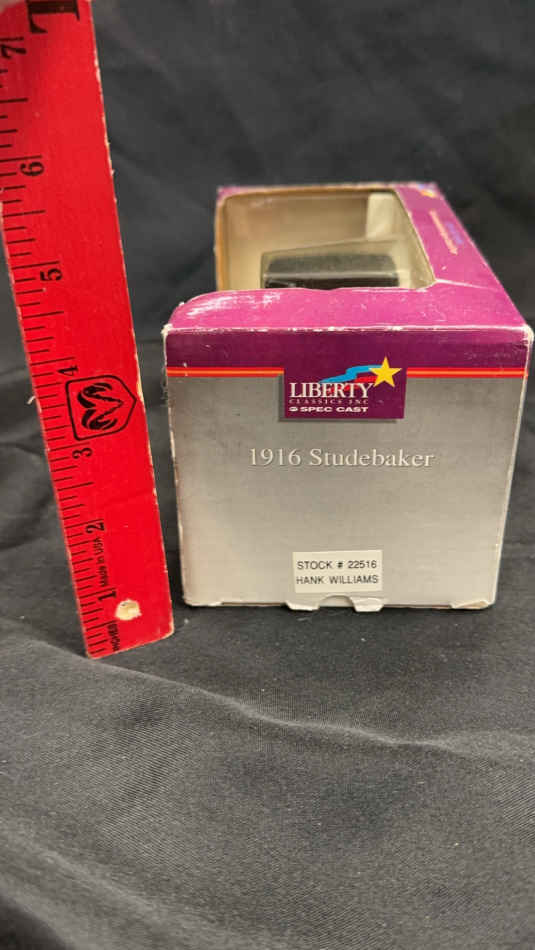 LIBERTY
CLASSICS INC
SPEC CAST
1916 Studebaker
STOCK # 22516
HANK WILLIAMS
7
6
5
4
3
2
1
Made in USA
INCHES